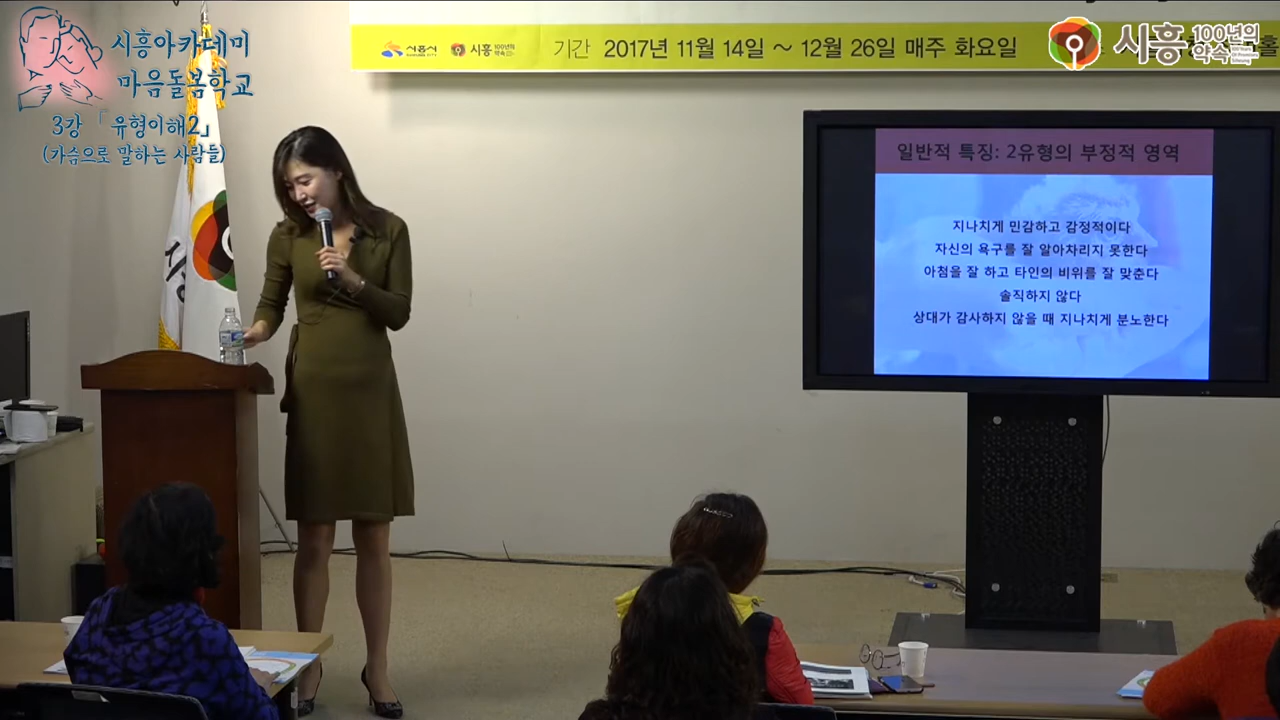 시흥아카데미
마음돌봄학교
3강 「유형이해2」
(가슴으로 말하는 사람들)
시흥시 시흥 100년의 약속 기간 2017년 11월 14일 ~ 12월 26일 매주 화요일
시흥 100년의 약속
일반적 특징: 2유형의 부정적 영역
지나치게 민감하고 감정적이다
자신의 욕구를 잘 알아차리지 못한다
아첨을 잘 하고 타인의 비위를 잘 맞춘다
솔직하지 않다
상대가 감사하지 않을 때 지나치게 분노한다